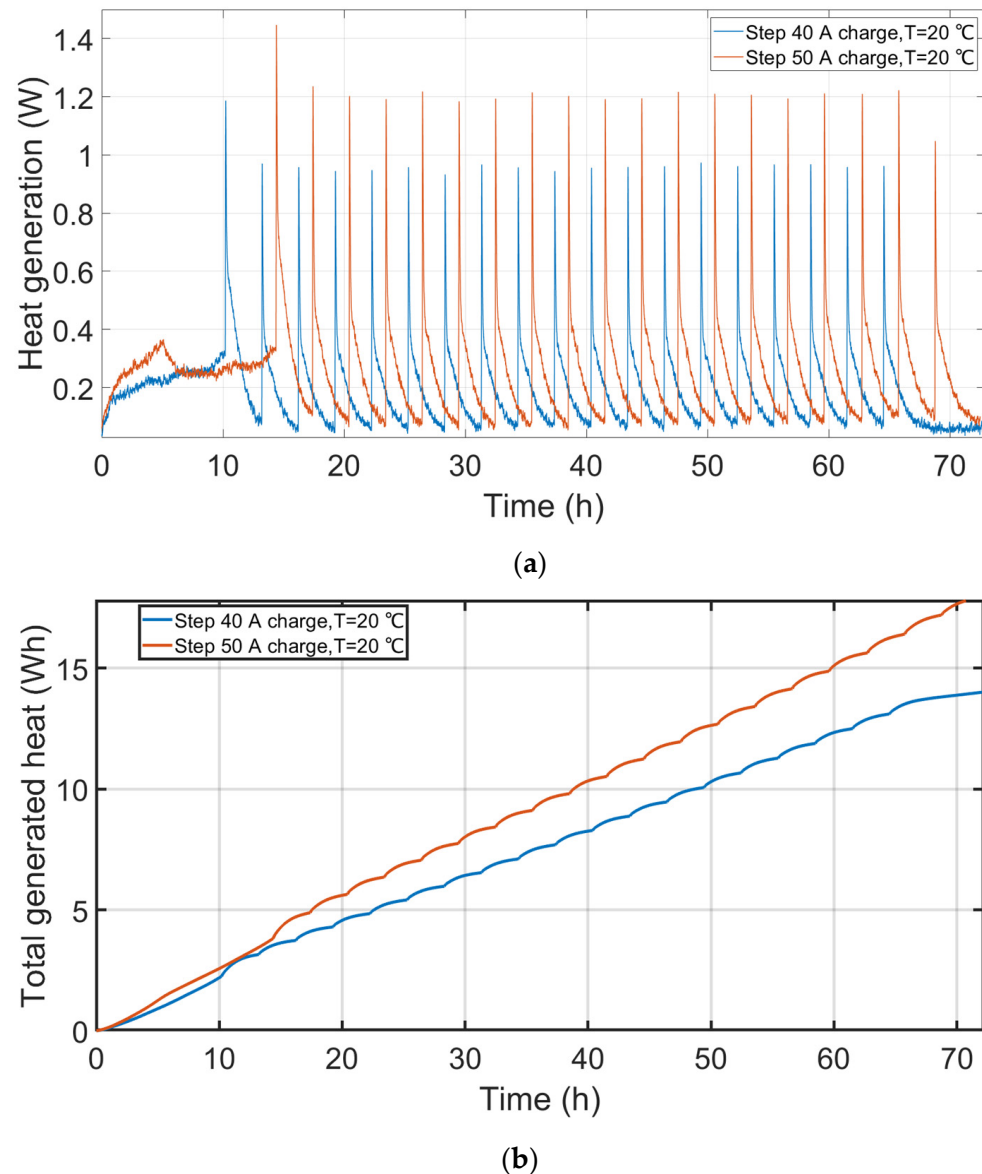 Heat generation (W)
1.4
1.2
1
0.8
0.6
0.4
0.2
Step 40 A charge,T=20 ℃
Step 50 A charge,T=20 ℃
0 10 20 30 40 50 60 70
Time (h)
(a)
Total generated heat (Wh)
15
10
5
0
Step 40 A charge,T=20 ℃
Step 50 A charge,T=20 ℃
0 10 20 30 40 50 60 70
Time (h)
(b)